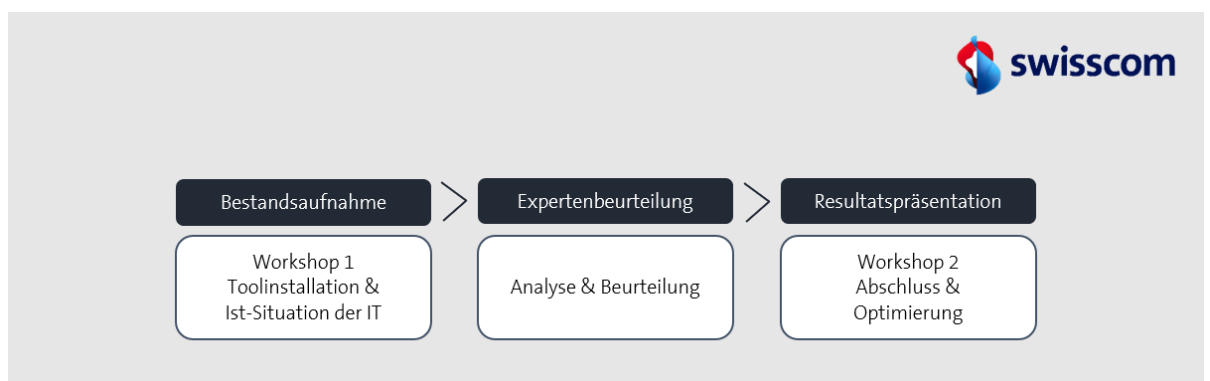 swisscom
Bestandsaufnahme
Workshop 1
Toolinstallation &
Ist-Situation der IT
Expertenbeurteilung
Analyse & Beurteilung
Resultatspräsentation
Workshop 2
Abschluss &
Optimierung